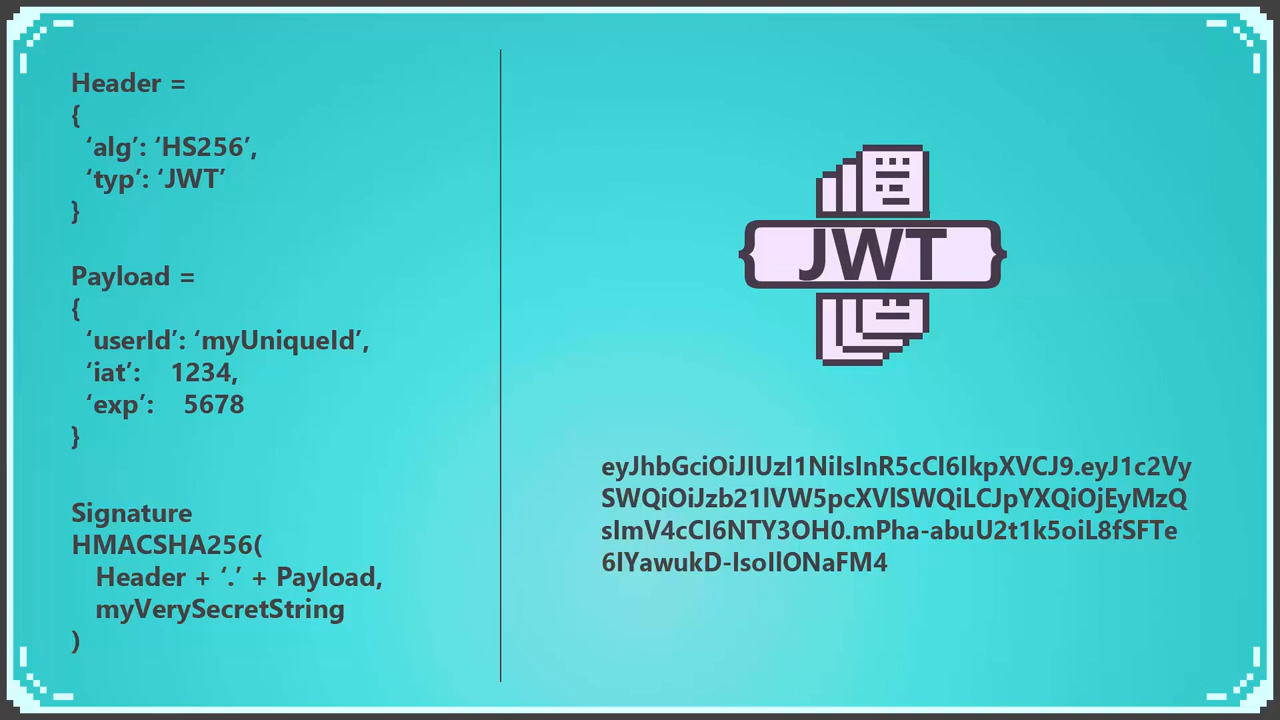 Header =
{
‘alg’: ‘HS256’,
‘typ’: ‘JWT’
}
Payload =
{
‘userId’: ‘myUniqueId’,
‘iat’: 1234,
‘exp’: 5678
}
Signature
HMACSHA256(
Header + ‘.’ + Payload,
myVerySecretString
)
JWT
eyJhbGciOiJIUzI1NiIsInR5cCI6IkpXVCJ9.eyJ1c2Vy
SWQiOiJzb21lVW5pcXVlSWQiLCJpYXQiOjEyMzQ
sImV4cCI6NTY3OH0.mPha-abuU2t1k5oiL8fSFTe
6IYawukD-IsoIlONaFM4